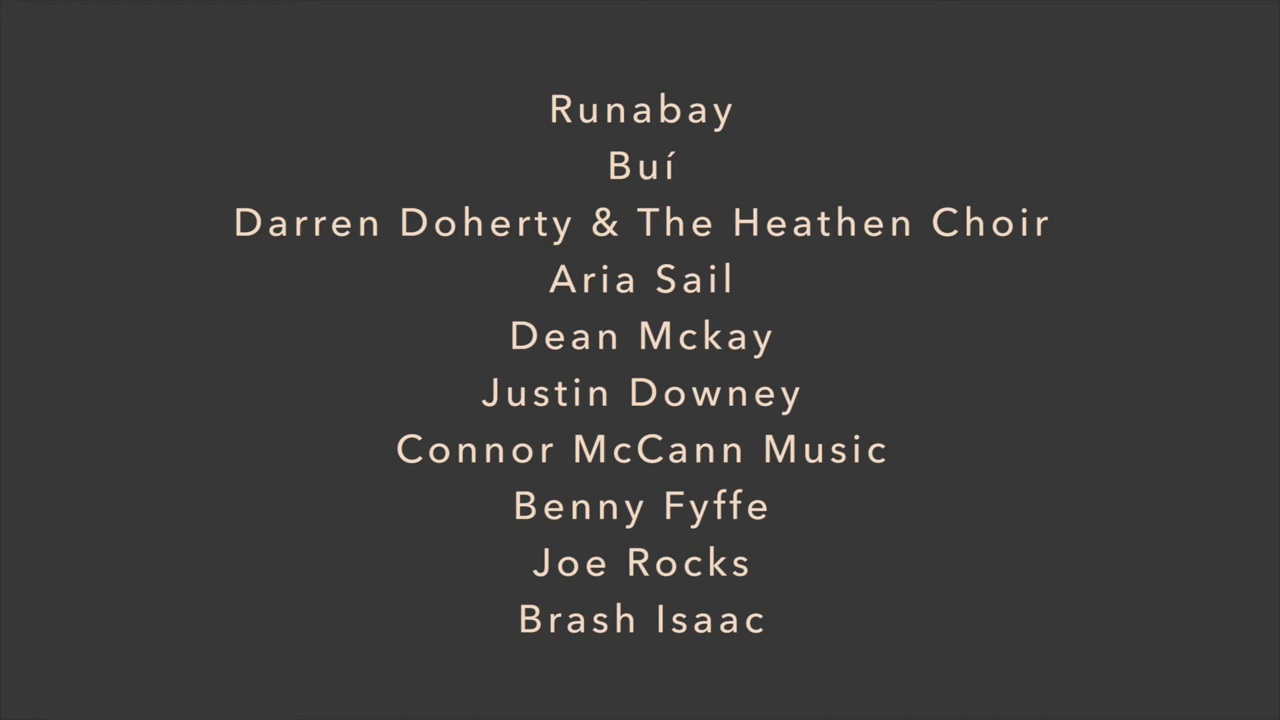 Runabay
Buí
Darren Doherty & The Heathen Choir
Aria Sail
Dean Mckay
Justin Downey
Connor McCann Music
Benny Fyffe
Joe Rocks
Brash Isaac